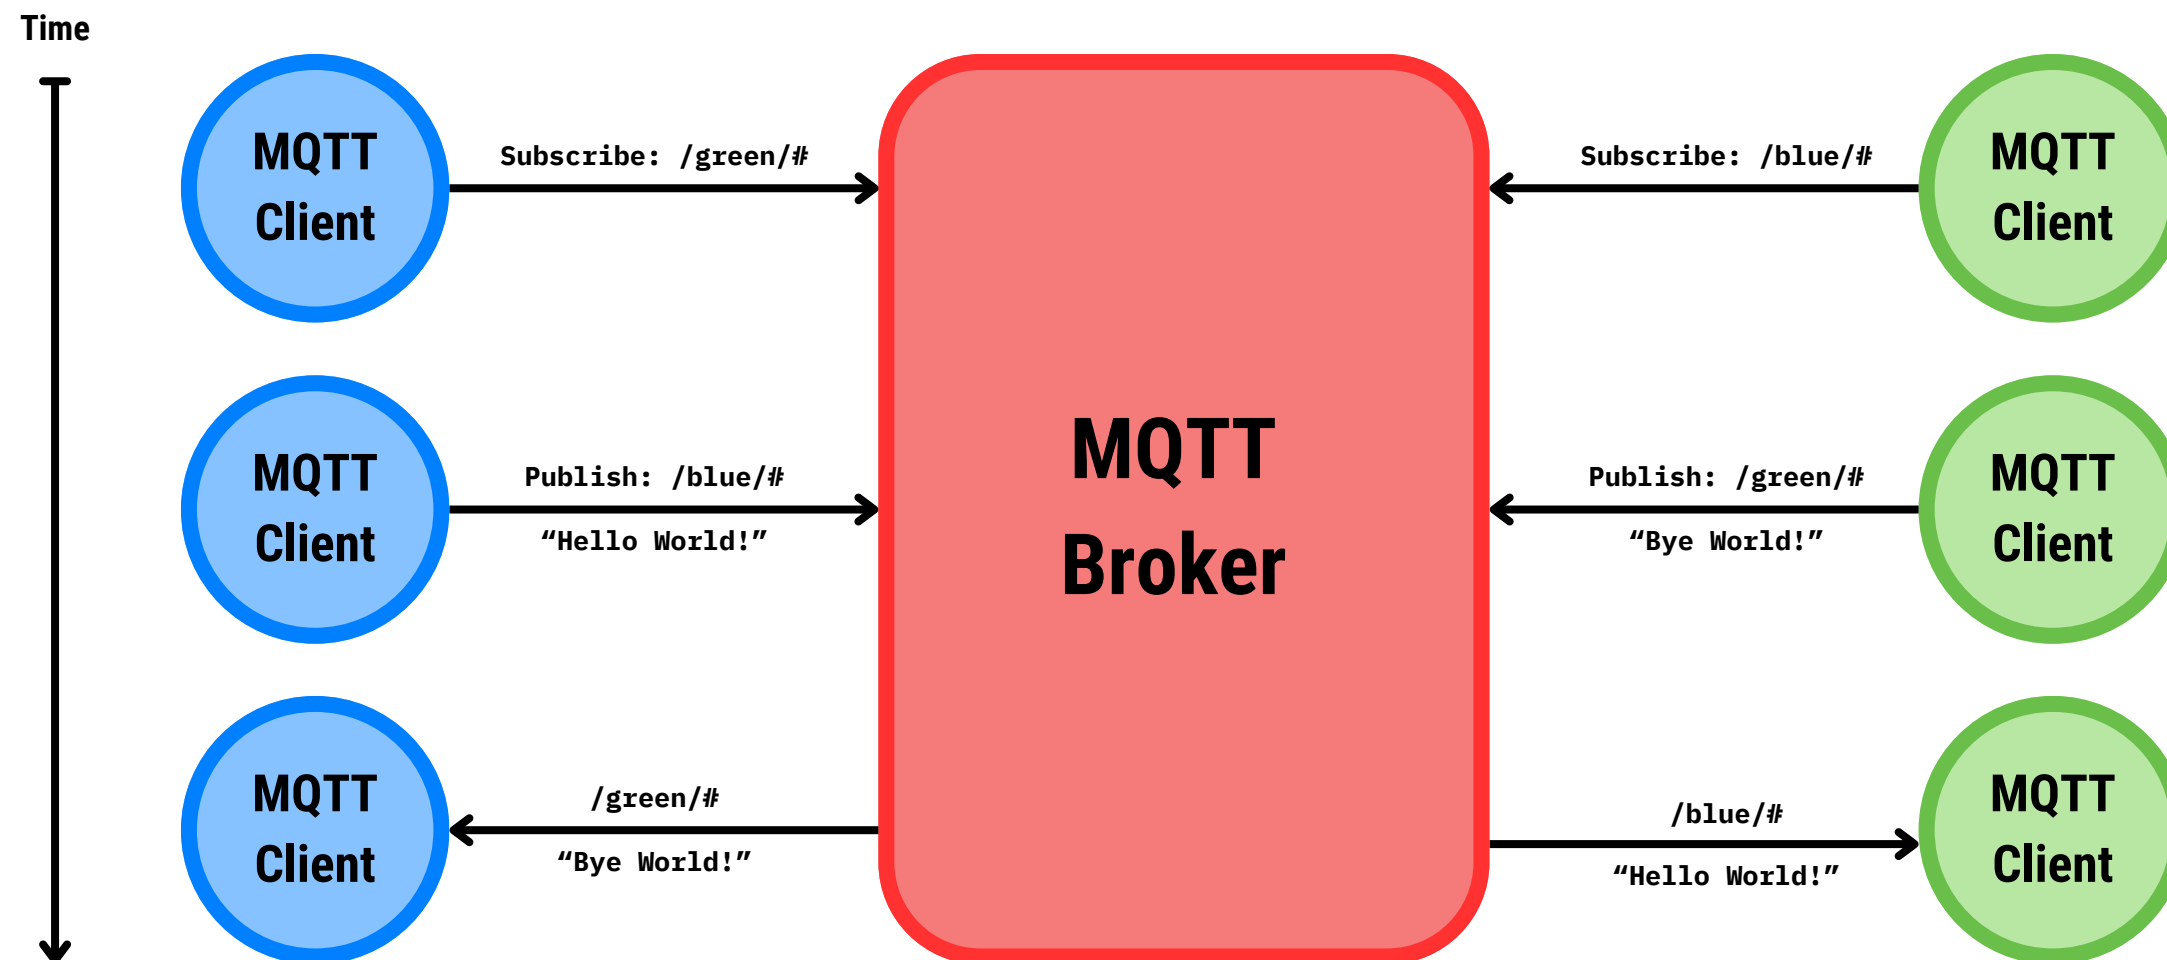 Time
MQTT
Client
Subscribe: /green/#
Subscribe: /blue/#
MQTT
Client
MQTT
Client
Publish: /blue/#
“Hello World!”
MQTT
Broker
Publish: /green/#
“Bye World!”
MQTT
Client
MQTT
Client
/green/#
“Bye World!”
/blue/#
“Hello World!”
MQTT
Client